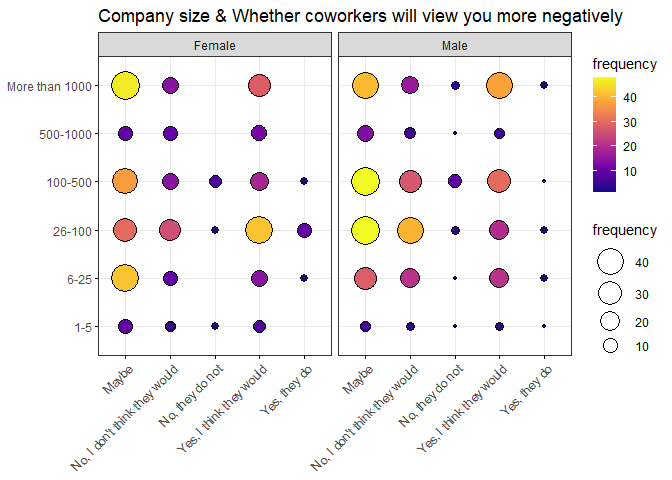 Company size & Whether coworkers will view you more negatively
Female
Male
More than 1000
500-1000
100-500
26-100
6-25
1-5
Maybe
No, I don't think they would
No, they do not
Yes, I think they would
Yes, they do
Maybe
No, I don't think they would
No, they do not
Yes, I think they would
Yes, they do
frequency
40
30
20
10
frequency
40
30
20
10